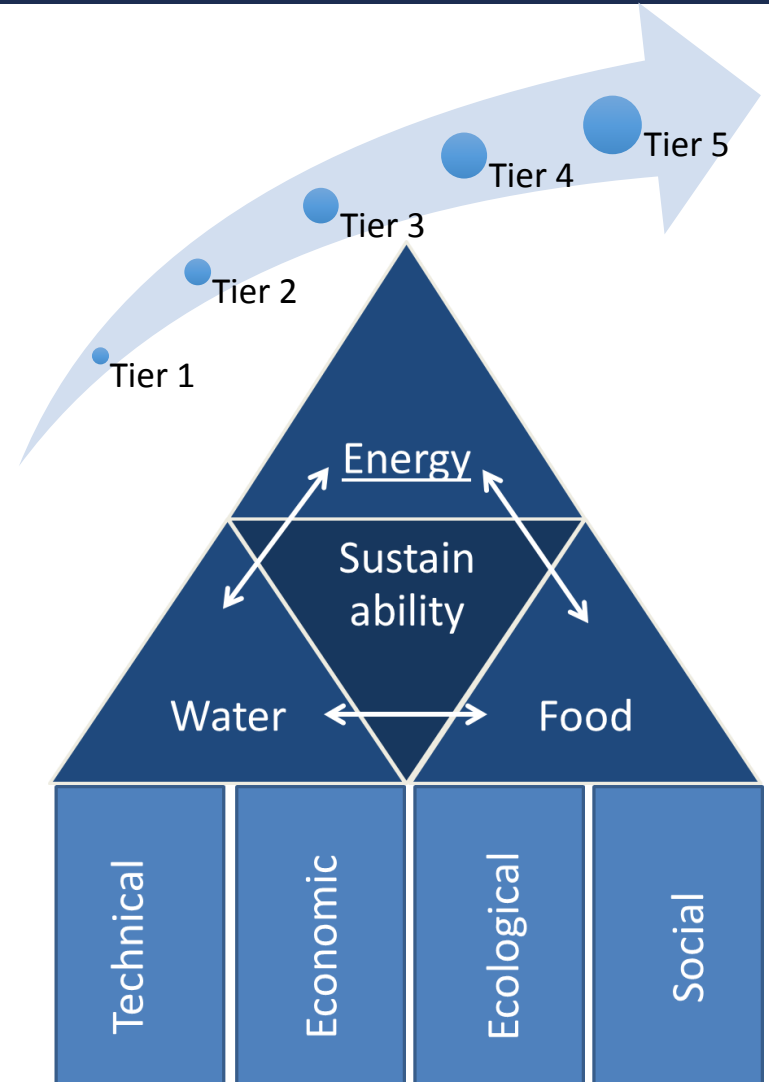 Tier 5
Tier 4
Tier 3
Tier 2
Tier 1
Energy
Sustain
ability
Water
Food
Technical
Economic
Ecological
Social